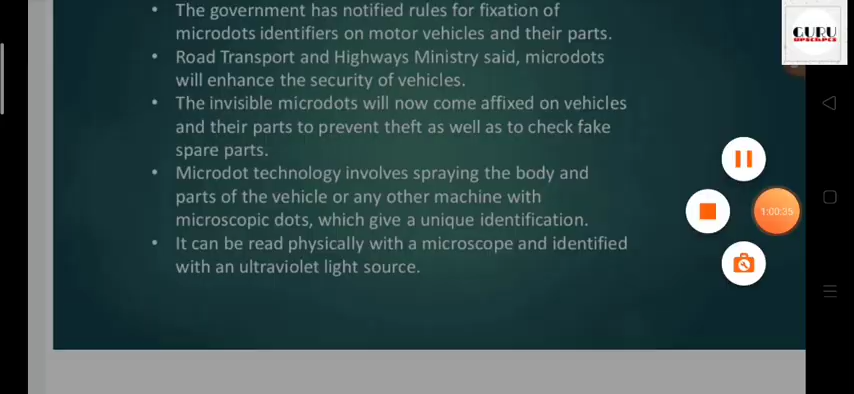 • The government has notified rules for fixation of
microdots identifiers on motor vehicles and their parts.
• Road Transport and Highways Ministry said, microdots
will enhance the security of vehicles.
• The invisible microdots will now come affixed on vehicles
and their parts to prevent theft as well as to check fake
spare parts.
• Microdot technology involves spraying the body and
parts of the vehicle or any other machine with
microscopic dots, which give a unique identification.
• It can be read physically with a microscope and identified
with an ultraviolet light source.
GURU
1:00:35